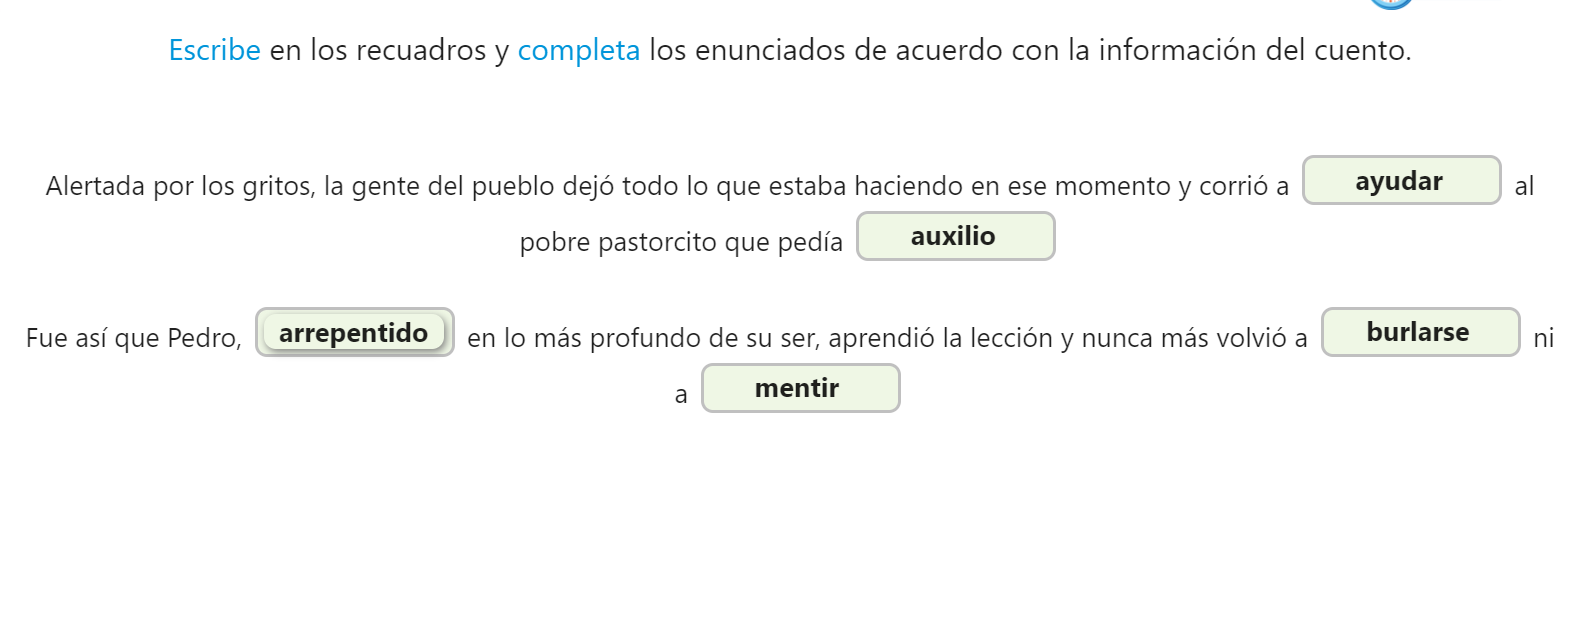 Escribe en los recuadros y completa los enunciados de acuerdo con la información del cuento.
Alertada por los gritos, la gente del pueblo dejó todo lo que estaba haciendo en ese momento y corrió a ayudar al
pobre pastorcito que pedía auxilio
Fue así que Pedro, arrepentido en lo más profundo de su ser, aprendió la lección y nunca más volvió a burlarse ni
a mentir